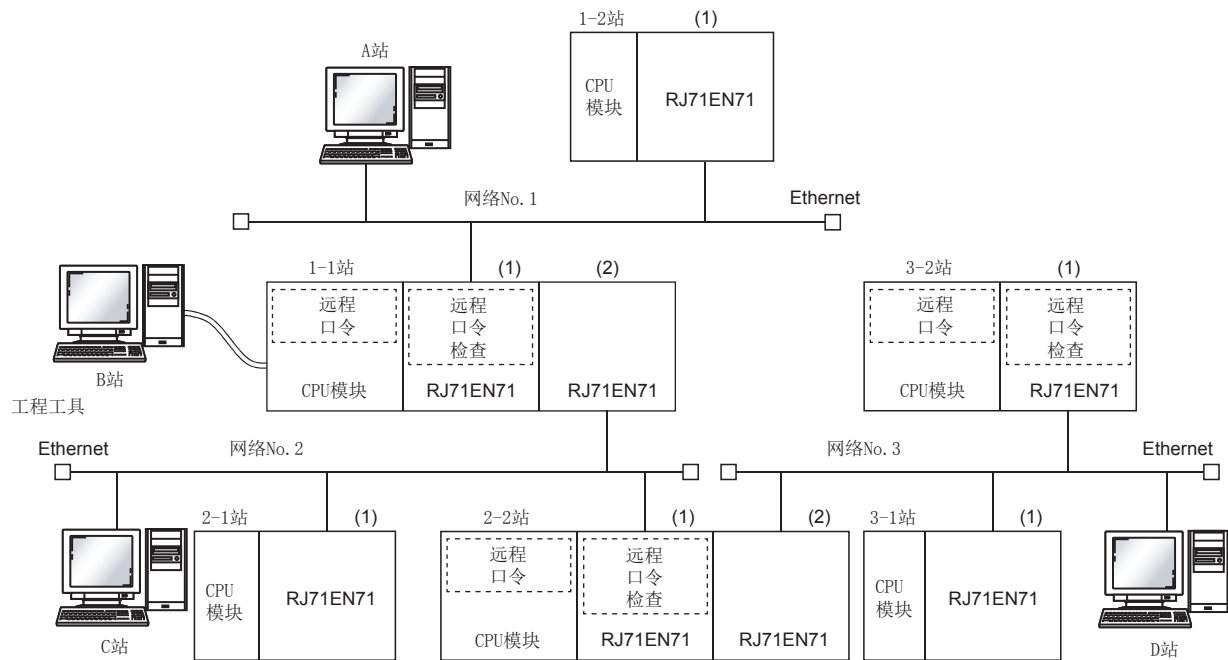 1-2站 (1)
A站
CPU
模块
RJ71EN71
网络No.1
Ethernet
1-1站 (1) (2)
远程
口令
远程
口令
检查
CPU模块
RJ71EN71
RJ71EN71
B站
工程工具
3-2站 (1)
远程
口令
远程
口令
检查
CPU模块
RJ71EN71
Ethernet
网络No.2
网络No.3
Ethernet
2-1站 (1)
CPU
模块
RJ71EN71
C站
2-2站 (1) (2)
远程
口令
远程
口令
检查
CPU模块
RJ71EN71
RJ71EN71
3-1站 (1)
CPU
模块
RJ71EN71
D站